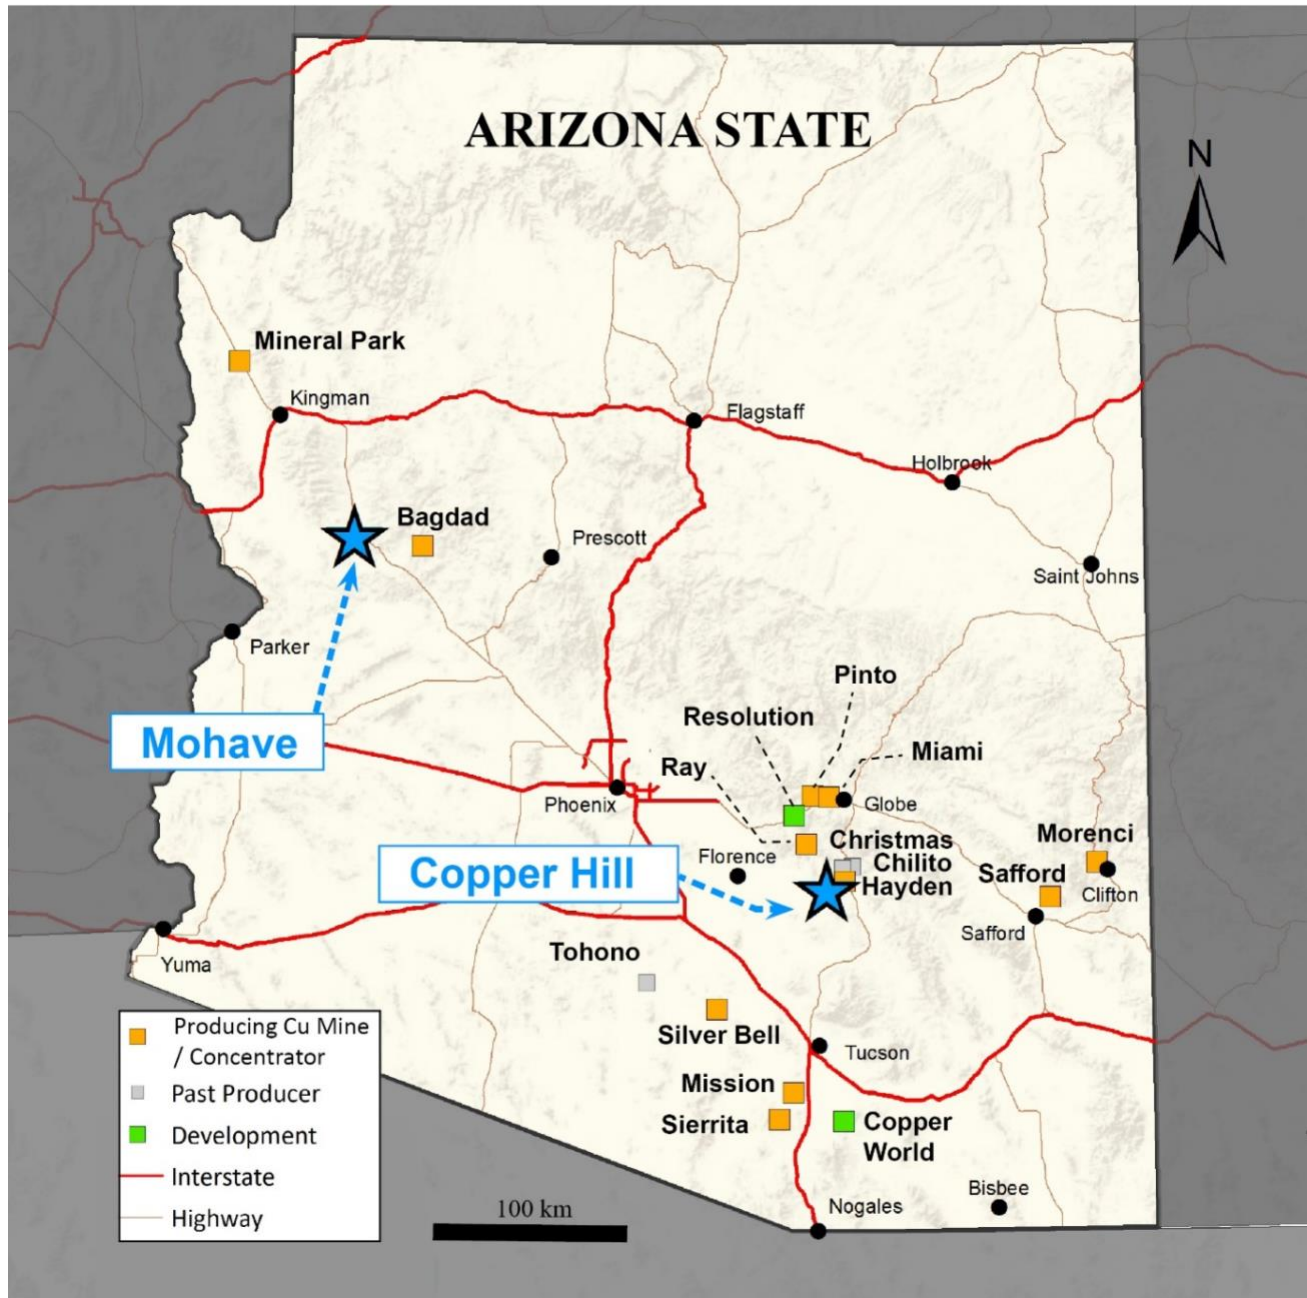 ARIZONA STATE
N
Mineral Park
Kingman
Flagstaff
Holbrook
Bagdad
Prescott
Saint Johns
Parker
Pinto
Resolution
Mohave
Miami
Ray
Phoenix
Globe
Christmas
Morenci
Florence
Chilito
Copper Hill
Safford
Hayden
Clifton
Safford
Tohono
Yuma
Silver Bell
Tucson
Mission
Sierrita
Copper
World
Bisbee
Nogales
Producing Cu Mine
/ Concentrator
Past Producer
Development
Interstate
Highway
100 km